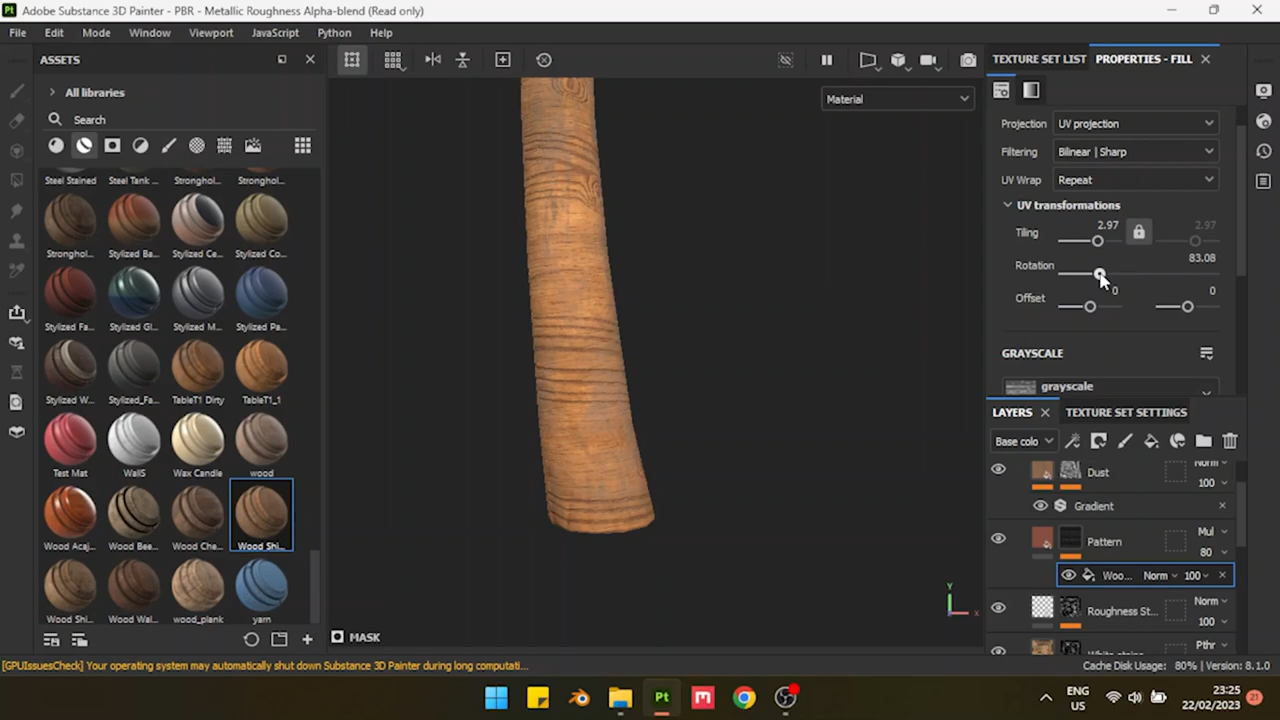 Pt Adobe Substance 3D Painter - PBR - Metallic Roughness Alpha-blend (Read only)
File Edit Mode Window Viewport JavaScript Python Help
ASSETS
All libraries
Search
Steel Stained Steel Tank ... Stronghol... Stronghol...
Stronghol... Stylized Ba... Stylized Ce... Stylized Co...
Stylized Fa... Stylized Gl... Stylized M... Stylized Pa...
Stylized W... Stylized_Fa... TableT1 Dirty TableT1_1
Test Mat WallS Wax Candle wood
Wood Acaj... Wood Bee... Wood Che... Wood Shi...
Wood Shi... Wood Wal... wood_plank yarn
Material
MASK
Y
X
TEXTURE SET LIST PROPERTIES - FILL
Projection UV projection
Filtering Bilinear | Sharp
UV Wrap Repeat
UV transformations
Tiling 2.97 2.97
Rotation 83.08
Offset 0 0
GRAYSCALE
grayscale
LAYERS TEXTURE SET SETTINGS
Base colo
Dust Norm 100
Gradient
Pattern Mul 80
Woo... Norm 100
Roughness St... Norm 100
Pthr
[GPUIssuesCheck] Your operating system may automatically shut down Substance 3D Painter during long computati...
Cache Disk Usage: 80% | Version: 8.1.0
Pt
ENG
US
23:25
22/02/2023
21